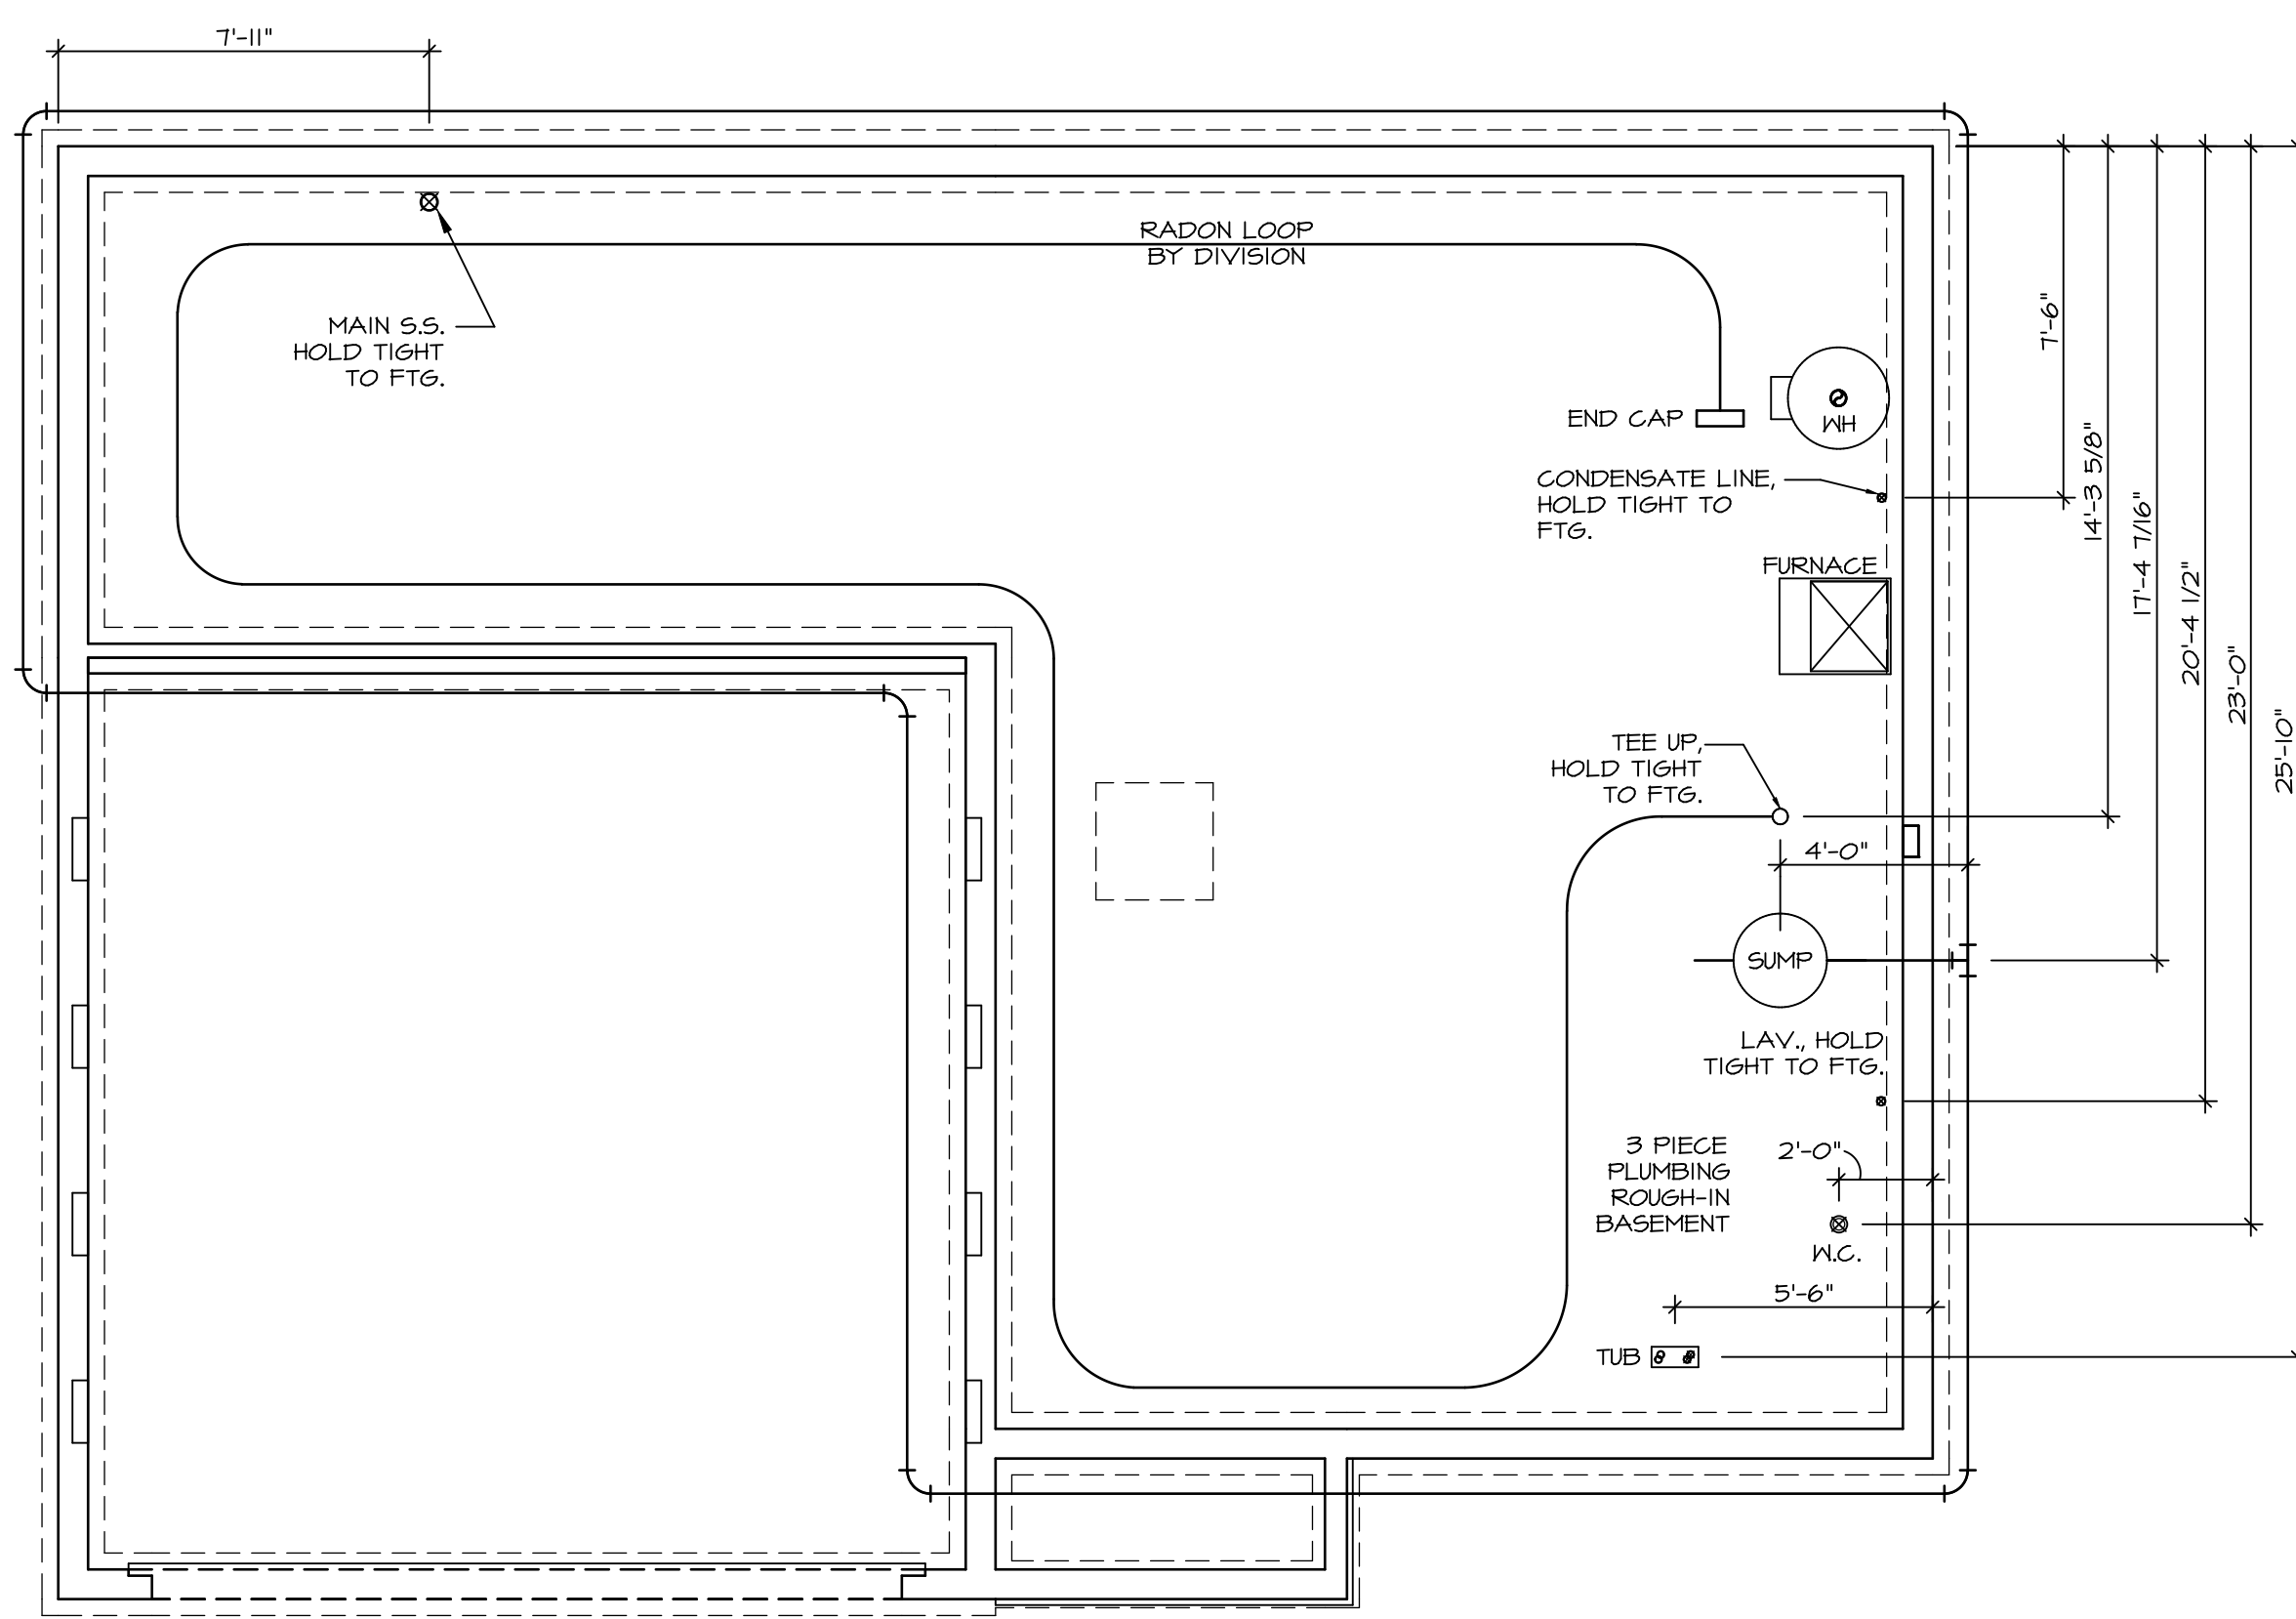 7'-11"
RADON LOOP
BY DIVISION
MAIN S.S.
HOLD TIGHT
TO FTG.
7'-6"
END CAP
WH
14'-3 5/8"
CONDENSATE LINE,
HOLD TIGHT TO
FTG.
17'-4 7/16"
FURNACE
20'-4 1/2"
23'-0"
25'-10"
TEE UP,
HOLD TIGHT
TO FTG.
4'-0"
SUMP
LAV., HOLD
TIGHT TO FTG.
3 PIECE
PLUMBING
ROUGH-IN
BASEMENT
2'-0"
W.C.
5'-6"
TUB